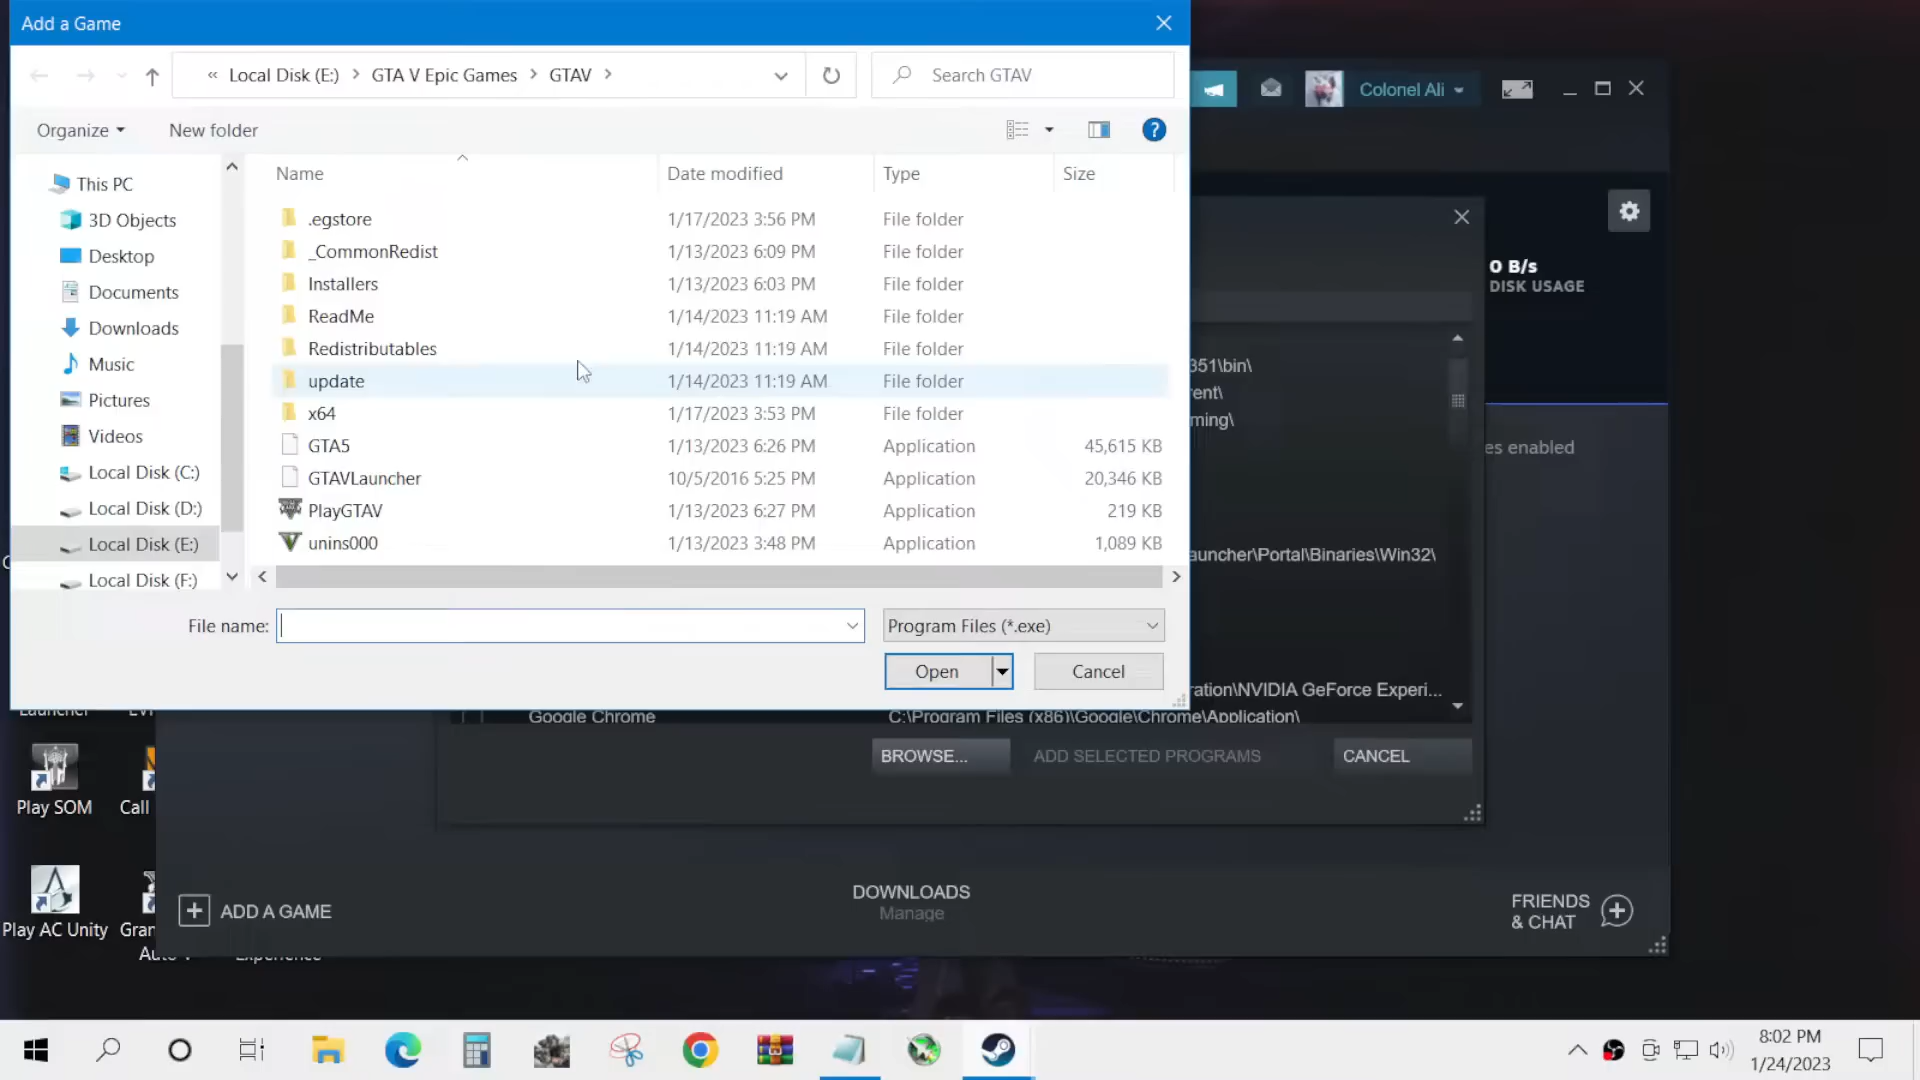 Add a Game
« Local Disk (E:) > GTA V Epic Games > GTAV >
Search GTAV
Colonel Ali
Organize
New folder
?
Name
Date modified
Type
Size
This PC
3D Objects
Desktop
Documents
Downloads
Music
Pictures
Videos
Local Disk (C:)
Local Disk (D:)
Local Disk (E:)
Local Disk (F:)
.egstore 1/17/2023 3:56 PM File folder
_CommonRedist 1/13/2023 6:09 PM File folder
Installers 1/13/2023 6:03 PM File folder
ReadMe 1/14/2023 11:19 AM File folder
Redistributables 1/14/2023 11:19 AM File folder
update 1/14/2023 11:19 AM File folder
x64 1/17/2023 3:53 PM File folder
GTA5 1/13/2023 6:26 PM Application 45,615 KB
GTAVLauncher 10/5/2016 5:25 PM Application 20,346 KB
PlayGTAV 1/13/2023 6:27 PM Application 219 KB
unins000 1/13/2023 3:48 PM Application 1,089 KB
File name:
Program Files (*.exe)
Open
Cancel
0 B/s
DISK USAGE
351\bin\
rent\
ming\
es enabled
auncher\Portal\Binaries\Win32\
ration\NVIDIA GeForce Experi...
Google Chrome
C:\Program Files (x86)\Google\Chrome\Application\
BROWSE...
ADD SELECTED PROGRAMS
CANCEL
Launcher
Play SOM
Call
Play AC Unity
Gran
Auto V
Experience
ADD A GAME
DOWNLOADS
Manage
FRIENDS
& CHAT
8:02 PM
1/24/2023